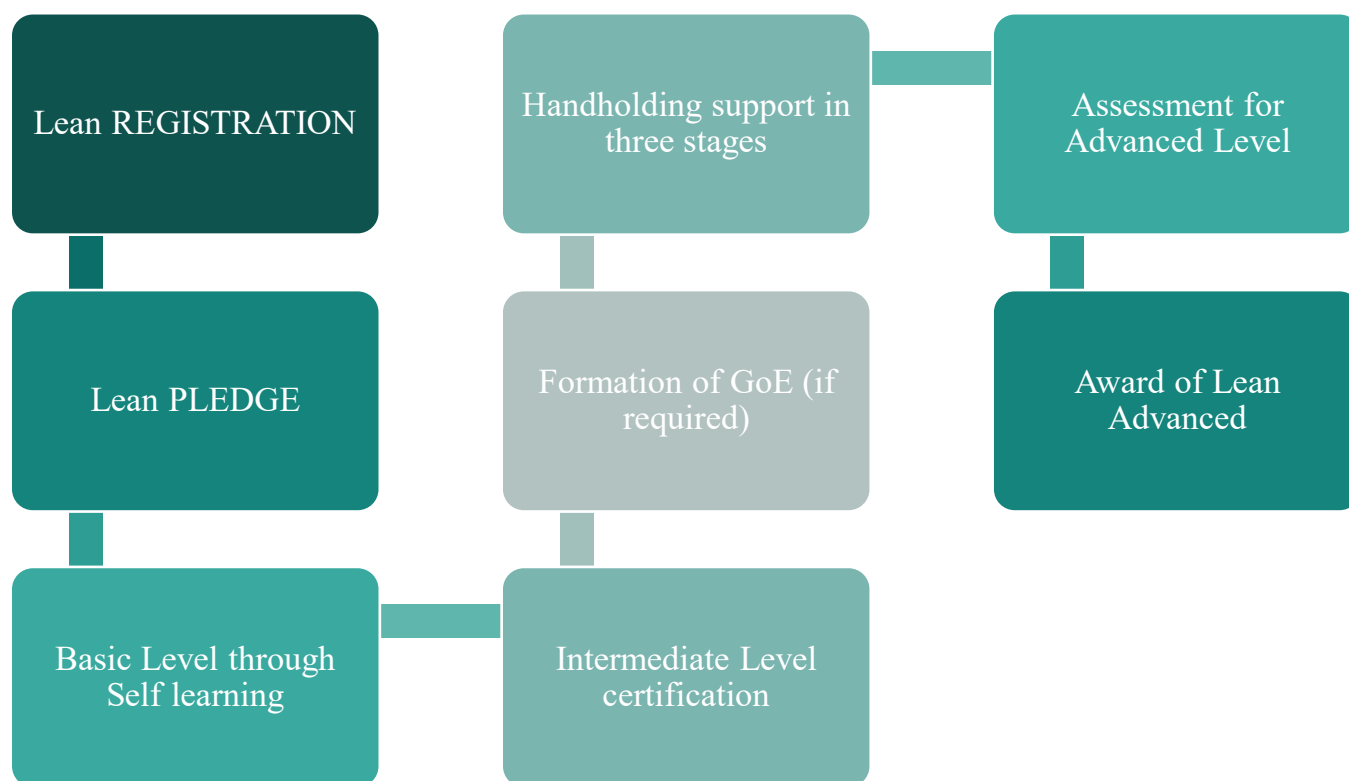 Lean REGISTRATION
Lean PLEDGE
Basic Level through
Self learning
Intermediate Level
certification
Formation of GoE (if
required)
Handholding support in
three stages
Assessment for
Advanced Level
Award of Lean
Advanced